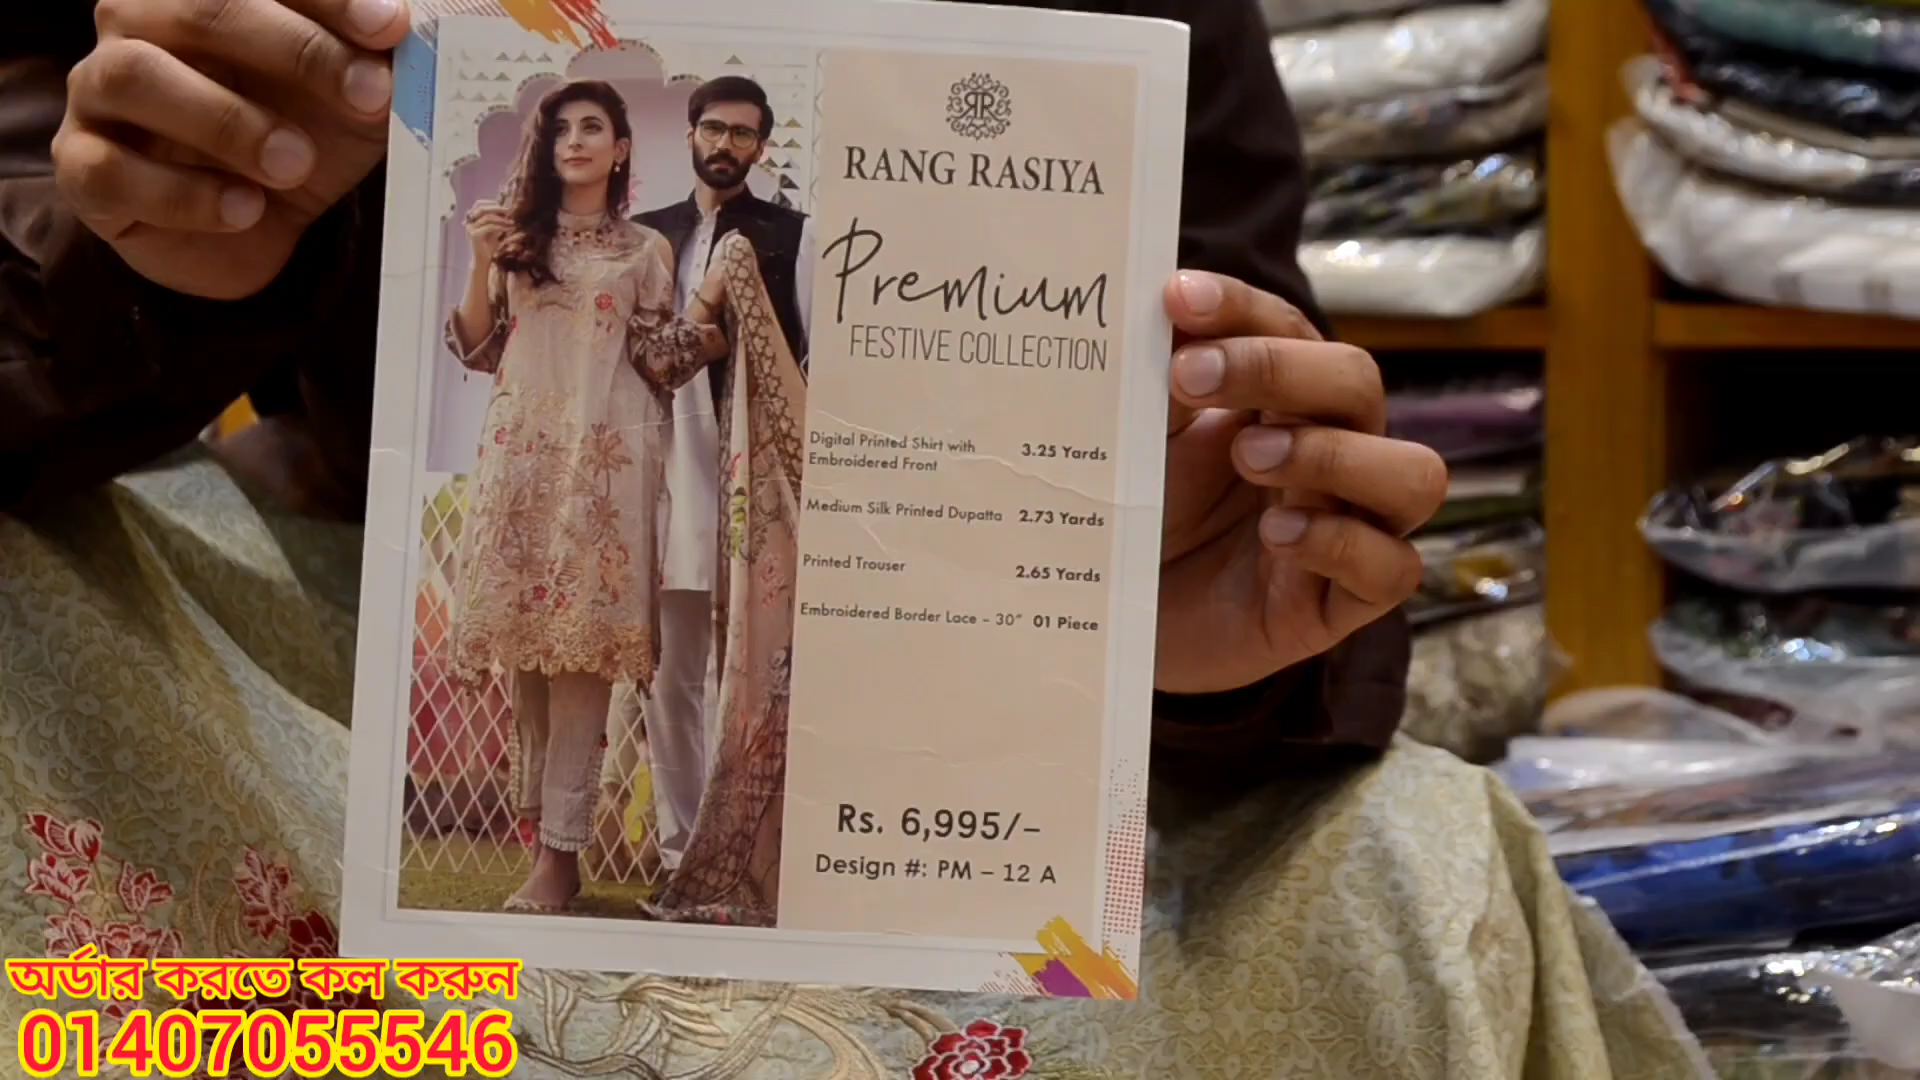 RR
RANG RASIYA
Premium
FESTIVE COLLECTION
Digital Printed Shirt with
Embroidered Front 3.25 Yards
Medium Silk Printed Dupatta 2.73 Yards
Printed Trouser 2.65 Yards
Embroidered Border Lace - 30" 01 Piece
Rs. 6,995/-
Design #: PM - 12 A
অর্ডার করতে কল করুন
01407055546